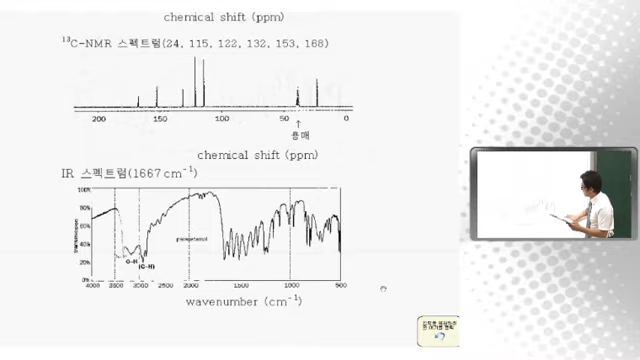 chemical shift (ppm)
¹³C-NMR 스펙트럼(24, 115, 122, 132, 153, 168)
200 150 100 50 0
↑
용매
chemical shift (ppm)
IR 스펙트럼(1667 cm⁻¹)
100%
80%
60%
40%
20%
0%
paracetamol
O-H
(C-H)
4000 3500 3000 2500 2000 1500 1000 500
wavenumber (cm⁻¹)